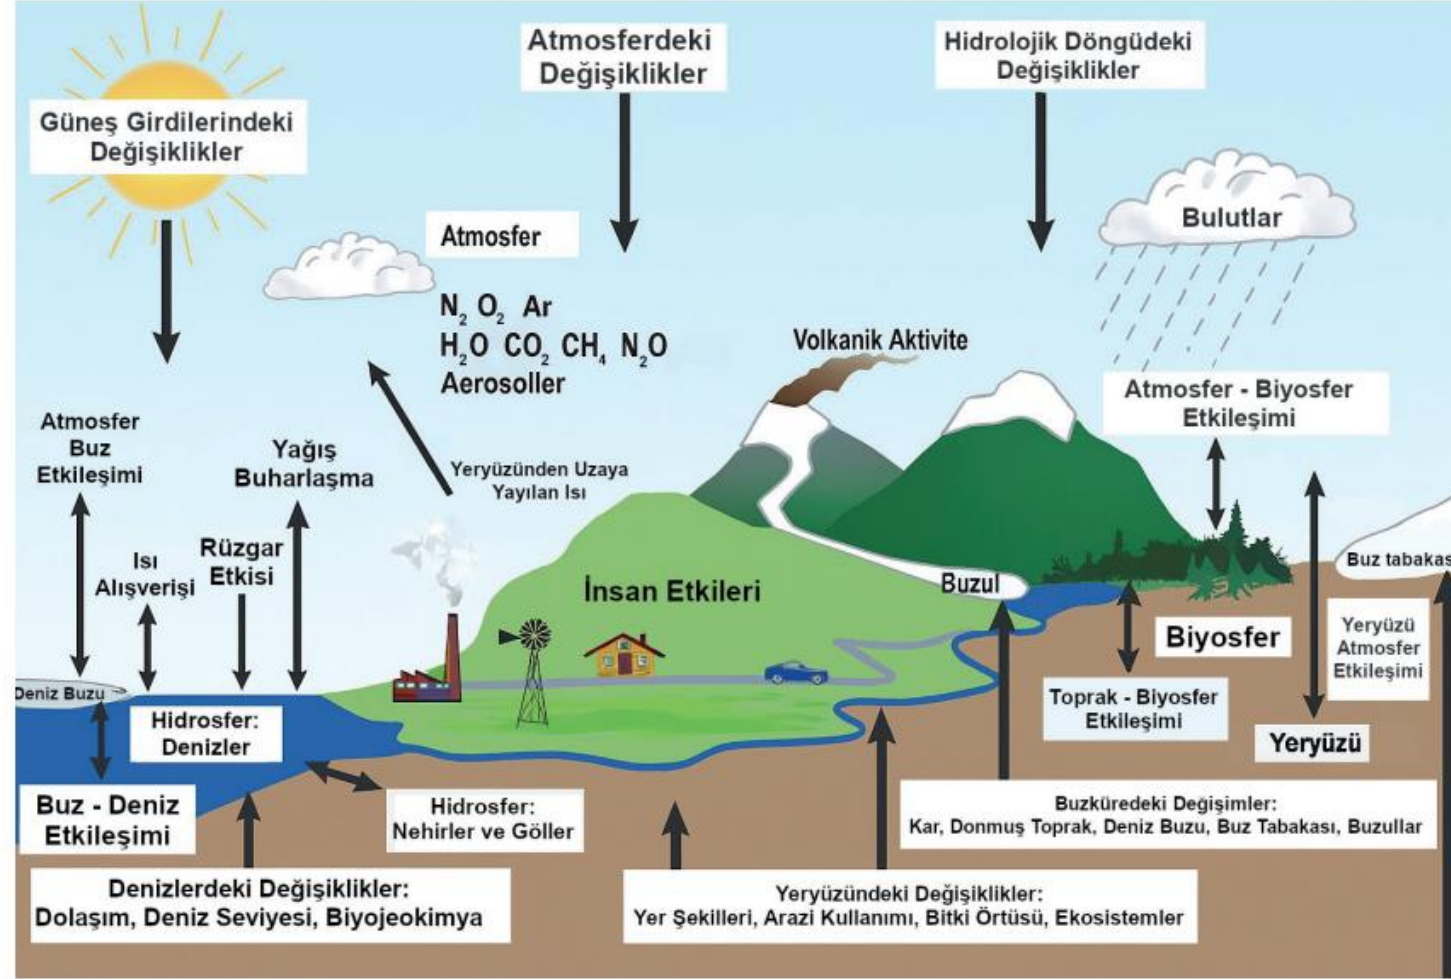 Atmosferdeki
Değişiklikler
Hidrolojik Döngüdeki
Değişiklikler
Güneş Girdilerindeki
Değişiklikler
Bulutlar
Atmosfer
N₂ O₂ Ar
H₂O CO₂ CH₄ N₂O
Aerosoller
Volkanik Aktivite
Atmosfer - Biyosfer
Etkileşimi
Atmosfer
Buz
Etkileşimi
Yağış
Buharlaşma
Yeryüzünden Uzaya
Yayılan Isı
Isı
Alışverişi
Rüzgar
Etkisi
İnsan Etkileri
Buzul
Buz tabakas
Biyosfer
Yeryüzü
Atmosfer
Etkileşimi
Deniz Buzu
Hidrosfer:
Denizler
Toprak - Biyosfer
Etkileşimi
Yeryüzü
Buz - Deniz
Etkileşimi
Hidrosfer:
Nehirler ve Göller
Buzküredeki Değişimler:
Kar, Donmuş Toprak, Deniz Buzu, Buz Tabakası, Buzullar
Denizlerdeki Değişiklikler:
Dolaşım, Deniz Seviyesi, Biyojeokimya
Yeryüzündeki Değişiklikler:
Yer Şekilleri, Arazi Kullanımı, Bitki Örtüsü, Ekosistemler